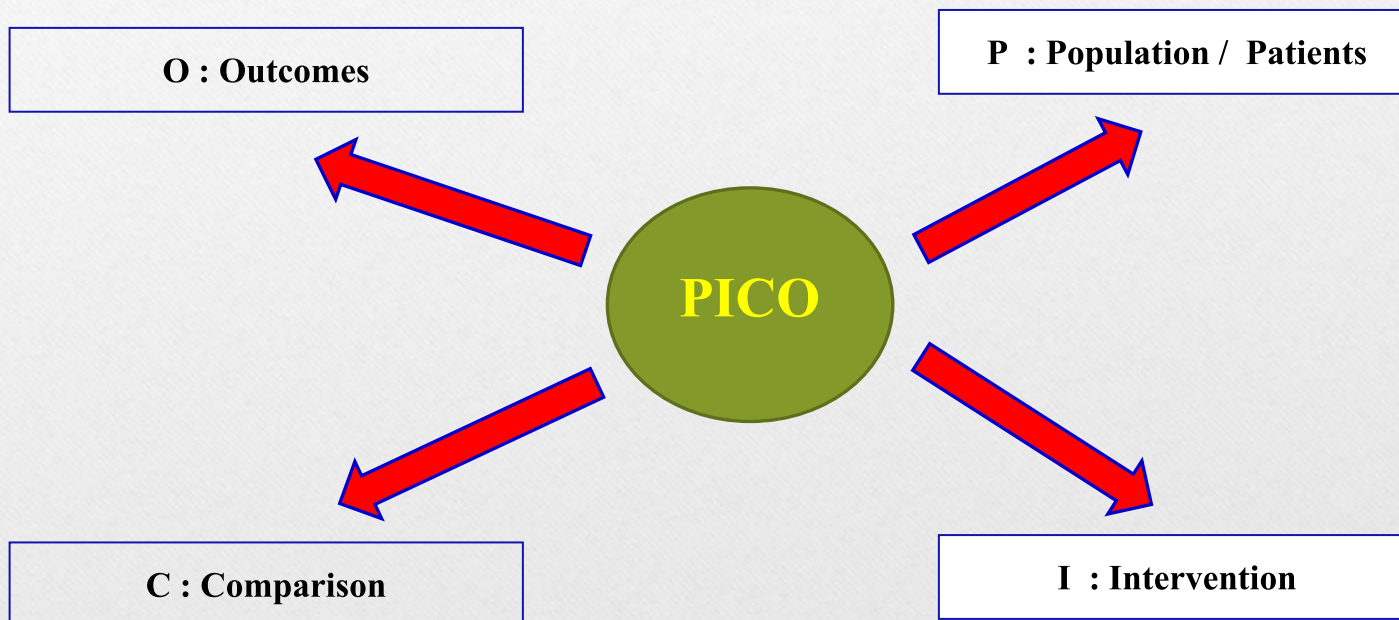 O : Outcomes
P : Population / Patients
PICO
C : Comparison
I : Intervention